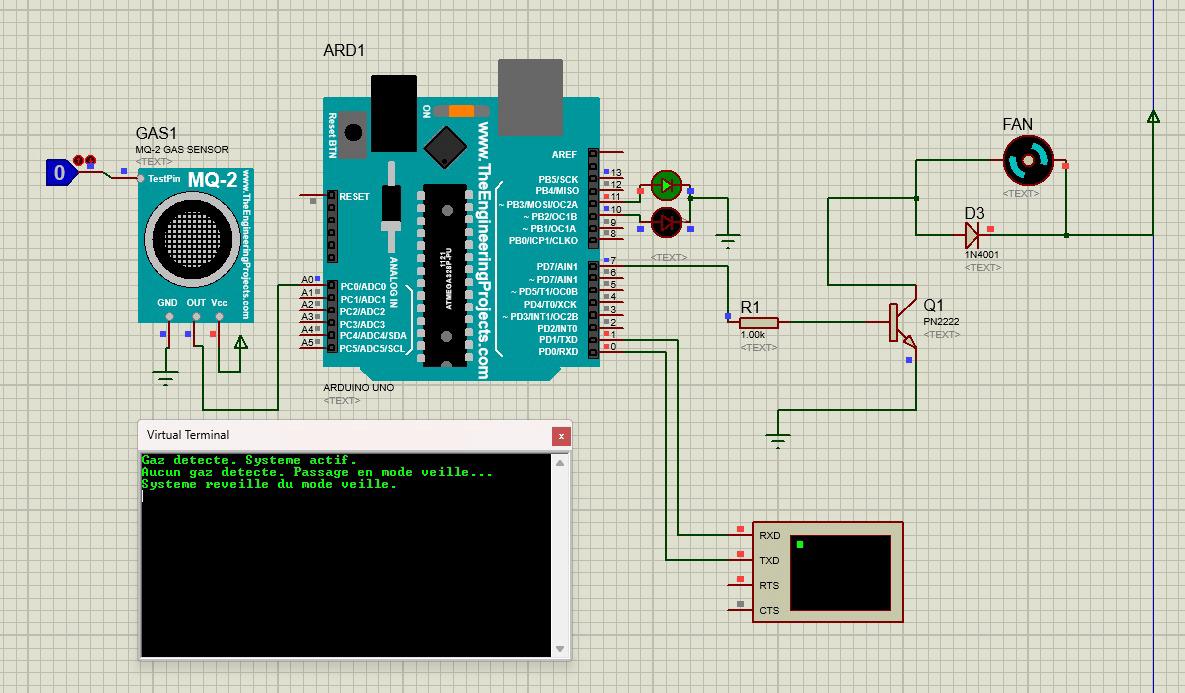 ARD1
GAS1
MQ-2 GAS SENSOR
<TEXT>
0
TestPin
MQ-2
www.TheEngineeringProjects.com
GND OUT Vcc
Reset BTN
ON
www.TheEngineeringProjects.com
RESET
ANALOG IN
1121
AREF
PB5/SCK 13
PB4/MISO 12
~ PB3/MOSI/OC2A 11
~ PB2/OC1B 10
~ PB1/OC1A 9
PB0/ICP1/CLKO 8
PD7/AIN1 7
~ PD7/AIN1 6
~ PD5/T1/OC0B 5
PD4/T0/XCK 4
~ PD3/INT1/OC2B 3
PD2/INT0 2
PD1/TXD 1
PD0/RXD 0
A0 PC0/ADC0
A1 PC1/ADC1
A2 PC2/ADC2
A3 PC3/ADC3
A4 PC4/ADC4/SDA
A5 PC5/ADC5/SCL
ARDUINO UNO
<TEXT>
<TEXT>
FAN
<TEXT>
D3
1N4001
<TEXT>
R1
1.00k
<TEXT>
Q1
PN2222
<TEXT>
Virtual Terminal
x
Gaz detecte. Systeme actif.
Aucun gaz detecte. Passage en mode veille...
Systeme reveille du mode veille.
RXD
TXD
RTS
CTS